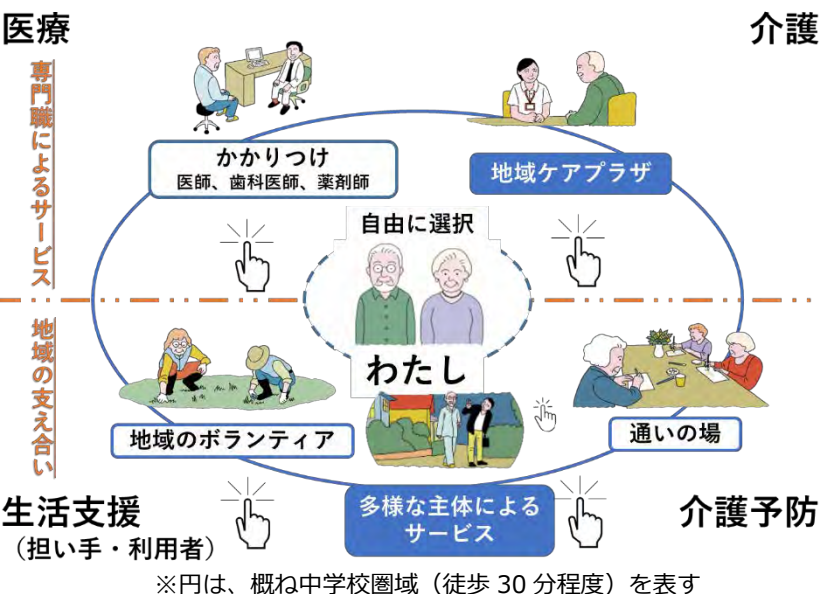 医療
介護
専門職によるサービス
かかりつけ
医師、歯科医師、薬剤師
地域ケアプラザ
自由に選択
わたし
地域の支え合い
地域のボランティア
通いの場
多様な主体による
サービス
生活支援
（担い手・利用者）
介護予防
※円は、概ね中学校圏域（徒歩 30 分程度）を表す